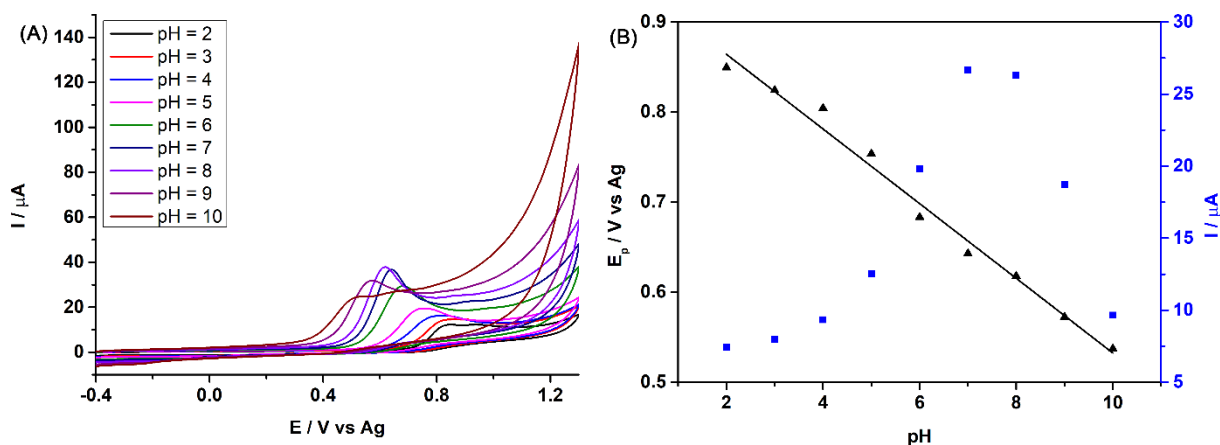 (A)
140
120
100
80
60
40
20
0
I / μA
pH = 2
pH = 3
pH = 4
pH = 5
pH = 6
pH = 7
pH = 8
pH = 9
pH = 10
-0.4 0.0 0.4 0.8 1.2
E / V vs Ag
(B)
0.9
0.8
0.7
0.6
0.5
Ep / V vs Ag
30
25
20
15
10
5
I / μA
2 4 6 8 10
pH